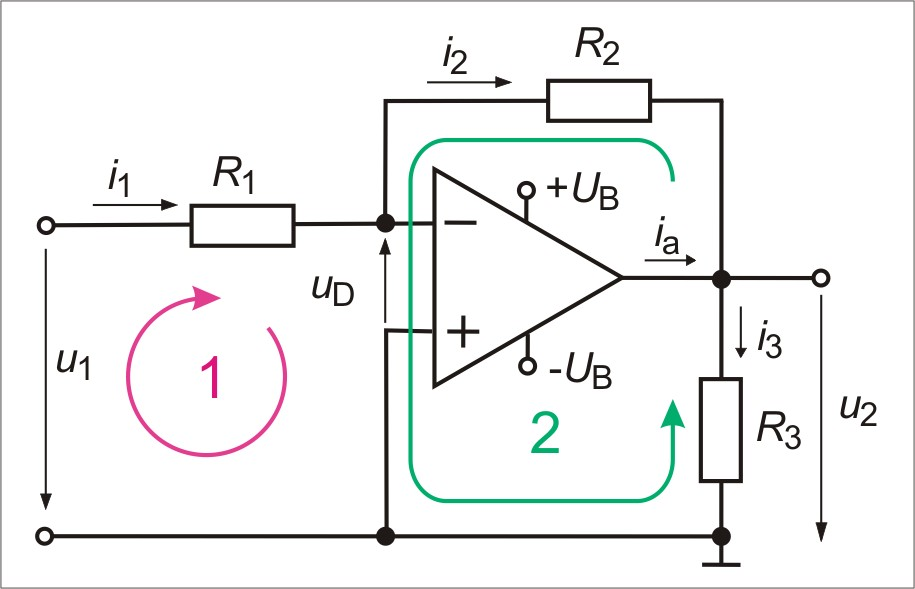 i2
R2
i1
R1
+UB
−
ia
uD
+
-UB
i3
u1
1
2
R3
u2